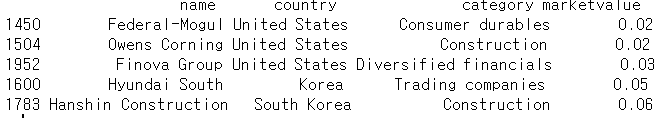 name country category marketvalue
1450 Federal-Mogul United States Consumer durables 0.02
1504 Owens Corning United States Construction 0.02
1952 Finova Group United States Diversified financials 0.03
1600 Hyundai South Korea Trading companies 0.05
1783 Hanshin Construction South Korea Construction 0.06